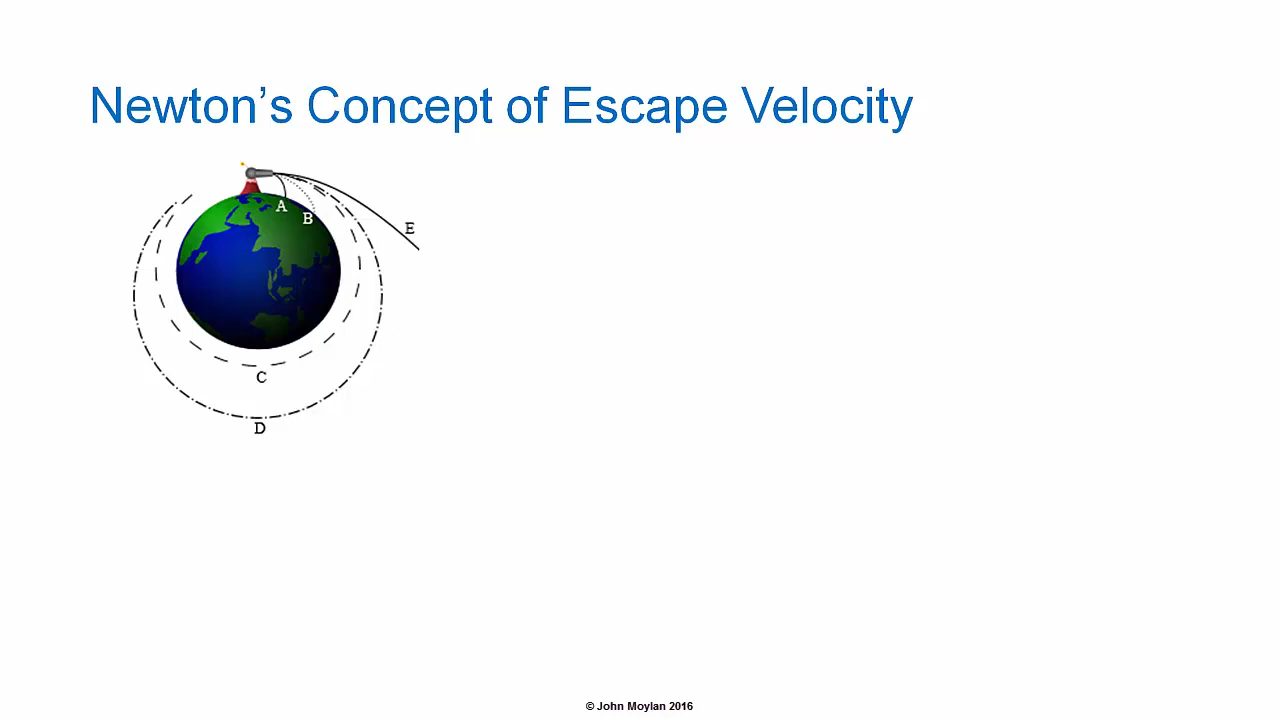 Newton’s Concept of Escape Velocity
A
B
E
C
D
© John Moylan 2016